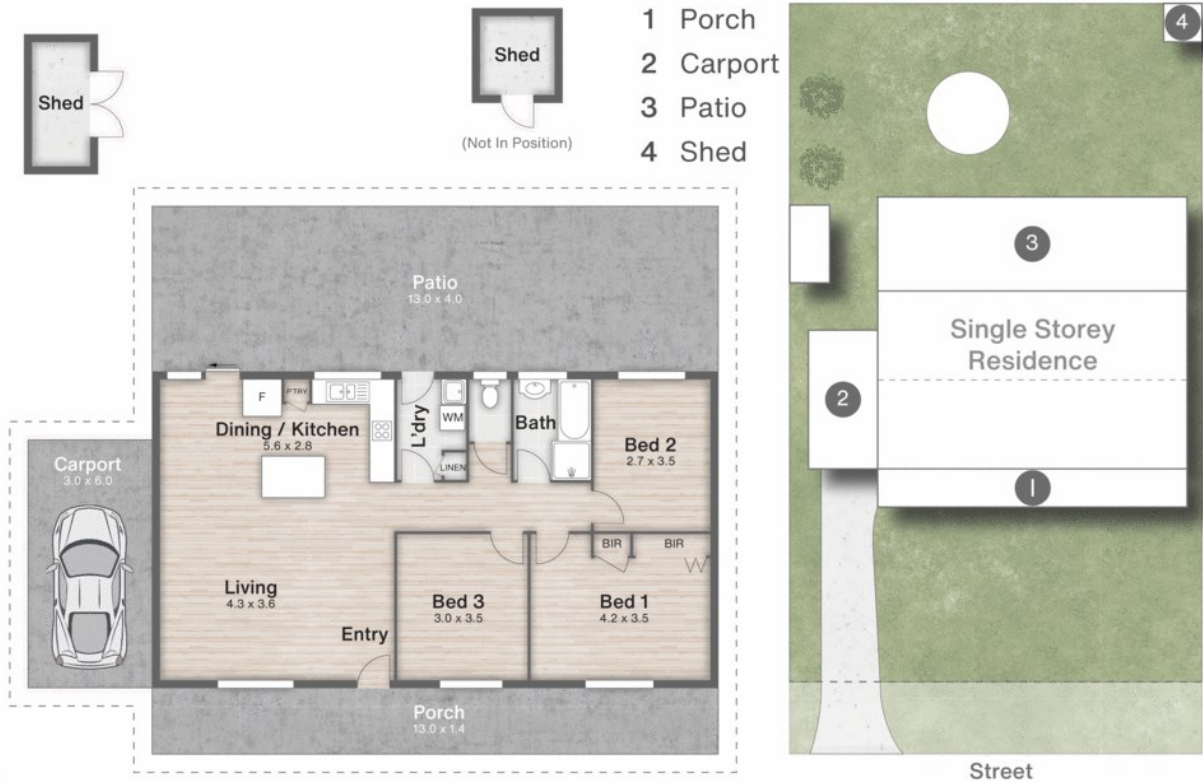 Shed
Shed
(Not In Position)
1 Porch
2 Carport
3 Patio
4 Shed
4
3
Single Storey
Residence
2
1
Street
Patio
13.0 x 4.0
F
P'TRY
Dining / Kitchen
5.6 x 2.8
L'dry
WM
LINEN
Bath
Bed 2
2.7 x 3.5
Carport
3.0 x 6.0
BIR
BIR
Living
4.3 x 3.6
Entry
Bed 3
3.0 x 3.5
Bed 1
4.2 x 3.5
Porch
13.0 x 1.4